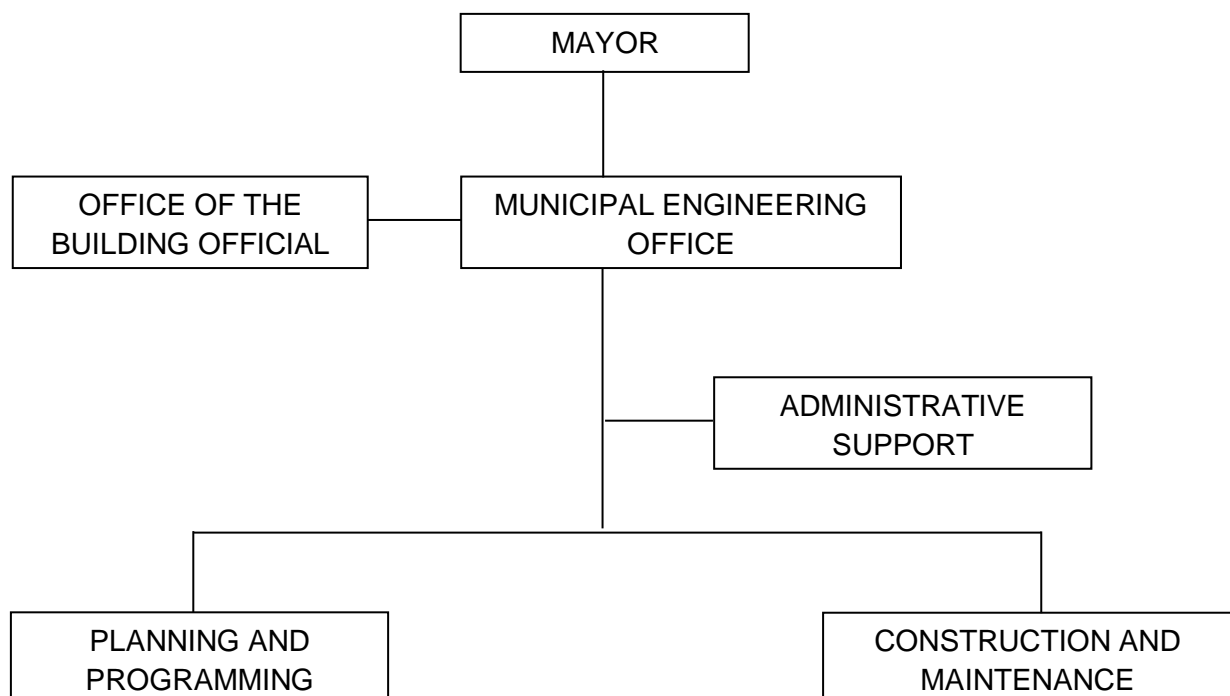 MAYOR
OFFICE OF THE
BUILDING OFFICIAL
MUNICIPAL ENGINEERING
OFFICE
ADMINISTRATIVE
SUPPORT
PLANNING AND
PROGRAMMING
CONSTRUCTION AND
MAINTENANCE